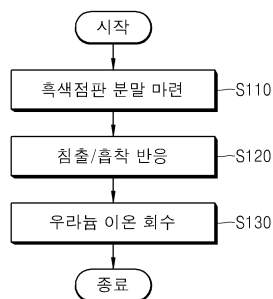 시작
흑색점판 분말 마련
S110
침출/흡착 반응
S120
우라늄 이온 회수
S130
종료